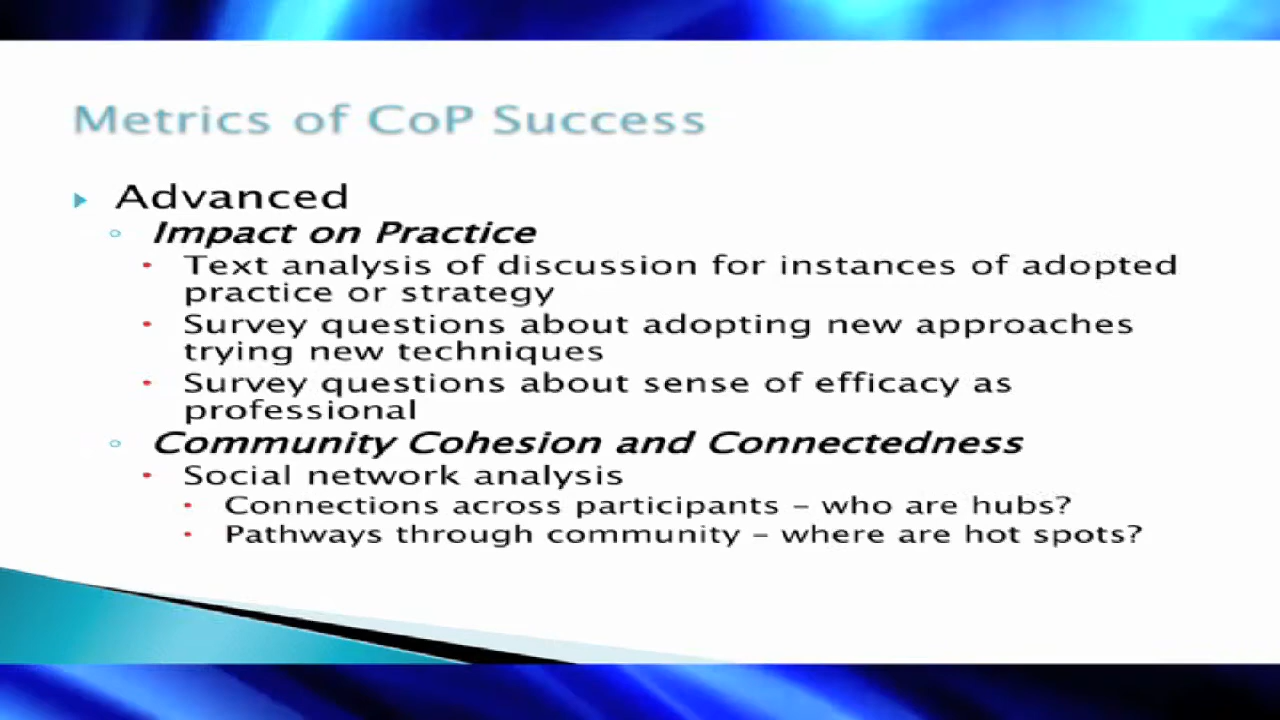 Metrics of CoP Success
Advanced
Impact on Practice
Text analysis of discussion for instances of adopted
practice or strategy
Survey questions about adopting new approaches
trying new techniques
Survey questions about sense of efficacy as
professional
Community Cohesion and Connectedness
Social network analysis
Connections across participants – who are hubs?
Pathways through community – where are hot spots?